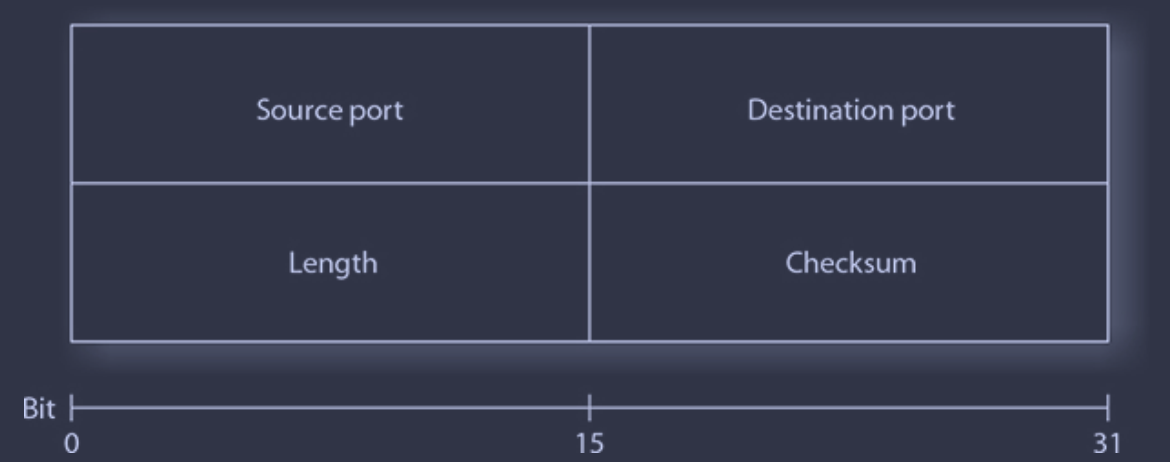 Source port
Destination port
Length
Checksum
Bit
0
15
31